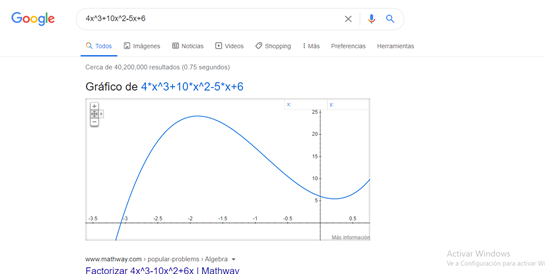 Google
4x^3+10x^2-5x+6
Todos Imágenes Noticias Videos Shopping Más Preferencias Herramientas
Cerca de 40,200,000 resultados (0.75 segundos)
Gráfico de 4*x^3+10*x^2-5*x+6
x: y:
25
20
15
10
5
-3.5 -3 -2.5 -2 -1.5 -1 -0.5 0.5
Más información
www.mathway.com › popular-problems › Algebra
Factorizar 4x^3-10x^2+6x | Mathway
Activar Windows
Ve a Configuración para activar Wi